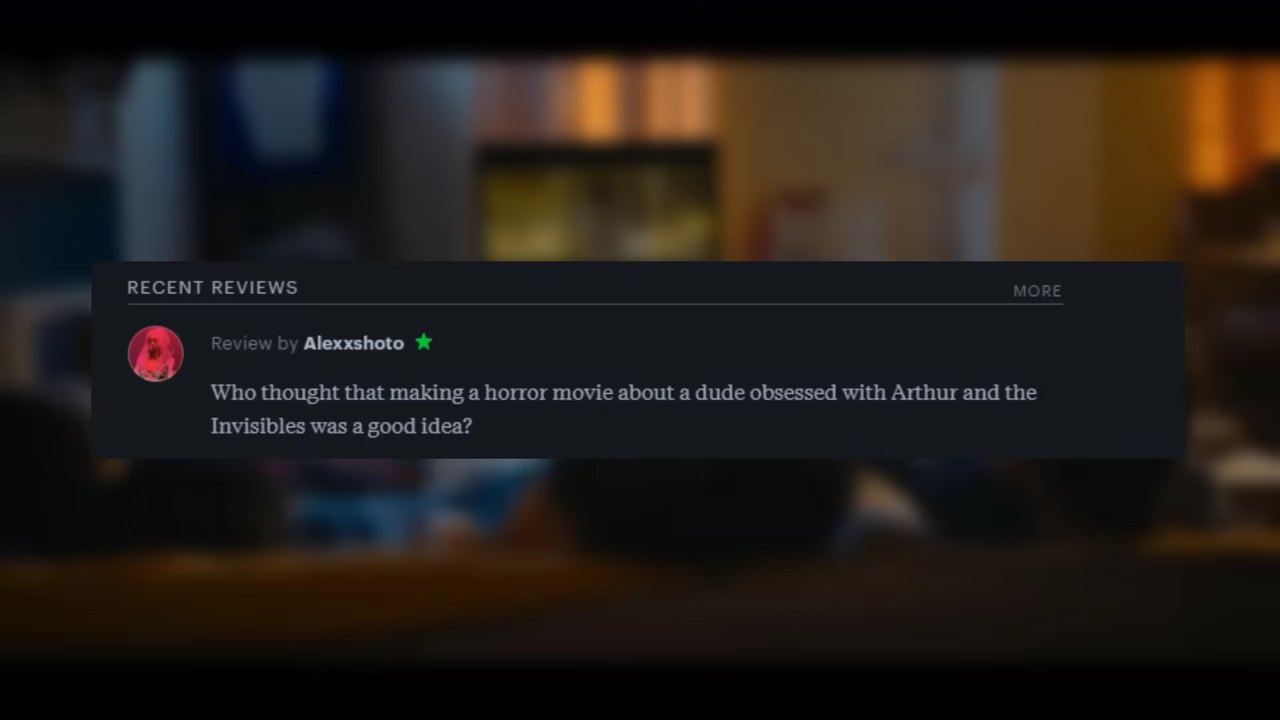 RECENT REVIEWS
MORE
Review by Alexxshoto ★
Who thought that making a horror movie about a dude obsessed with Arthur and the
Invisibles was a good idea?